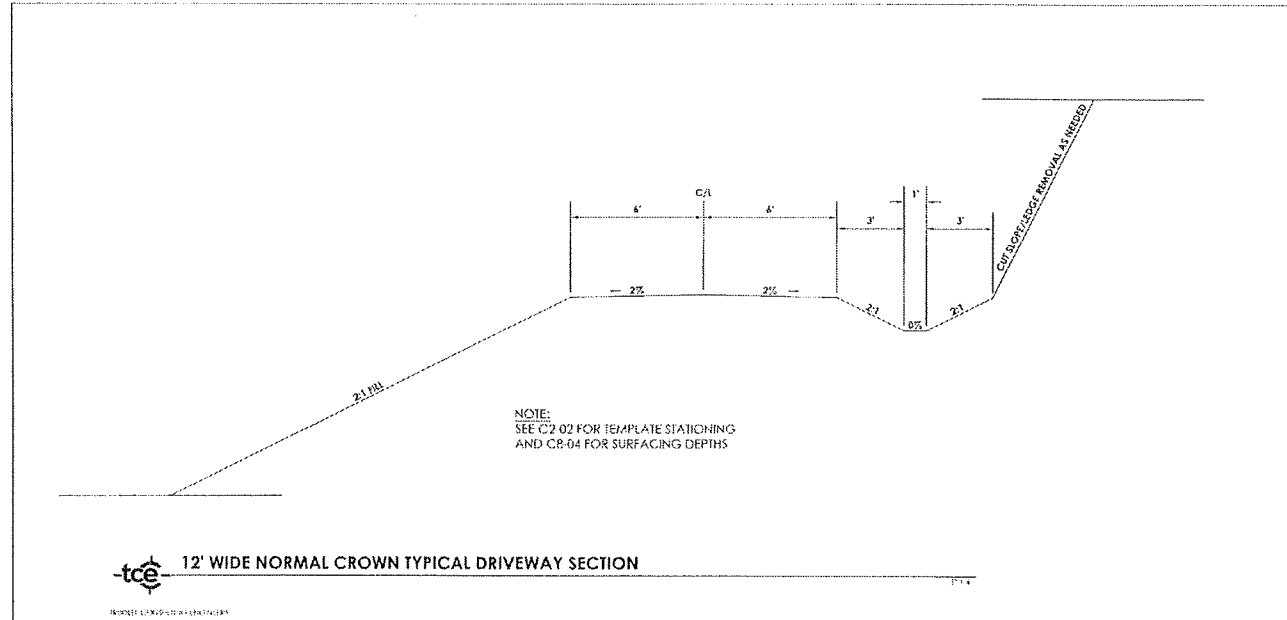 CUT SLOPE/LEDGE REMOVAL AS NEEDED
C/L
1'
6'
6'
3'
3'
2%
2%
2:1
0%
2:1
2:1 FILL
NOTE:
SEE C2-02 FOR TEMPLATE STATIONING
AND C8-04 FOR SURFACING DEPTHS
tce
12' WIDE NORMAL CROWN TYPICAL DRIVEWAY SECTION